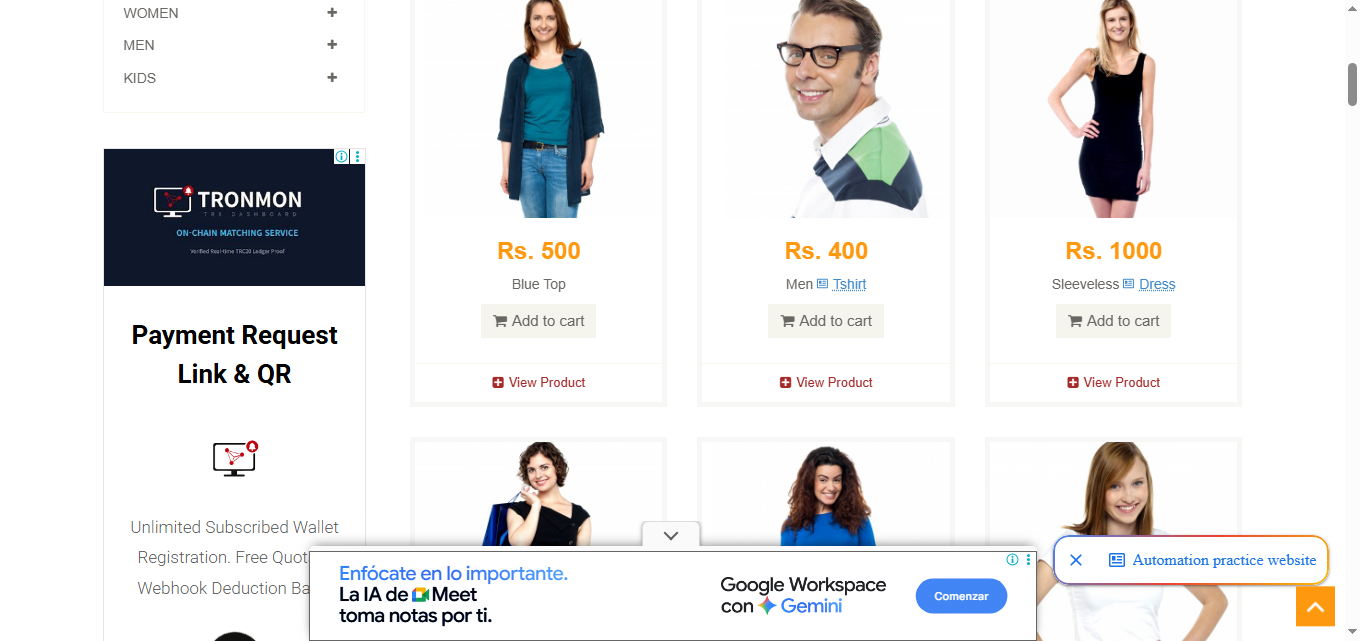 WOMEN
MEN
KIDS
TRONMON
TRX DASHBOARD
ON-CHAIN MATCHING SERVICE
Verified Real-time TRC20 Ledger Proof
Payment Request
Link & QR
Unlimited Subscribed Wallet
Registration. Free Quot
Webhook Deduction Ba
Rs. 500
Blue Top
Add to cart
View Product
Rs. 400
Men Tshirt
Add to cart
View Product
Rs. 1000
Sleeveless Dress
Add to cart
View Product
Enfócate en lo importante.
La IA de Meet
toma notas por ti.
Google Workspace
con Gemini
Comenzar
Automation practice website